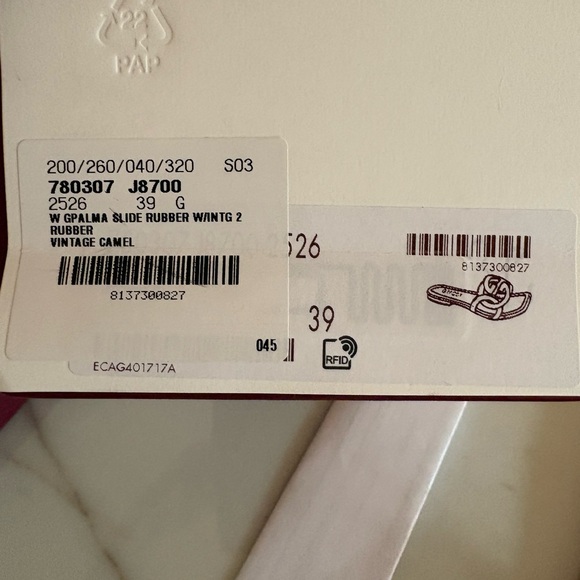 22
PAP
200/260/040/320 S03
780307 J8700
2526 39 G
W GPALMA SLIDE RUBBER W/INTG 2
RUBBER
VINTAGE CAMEL
8137300827
045
526
8137300827
39
RFID
ECAG401717A